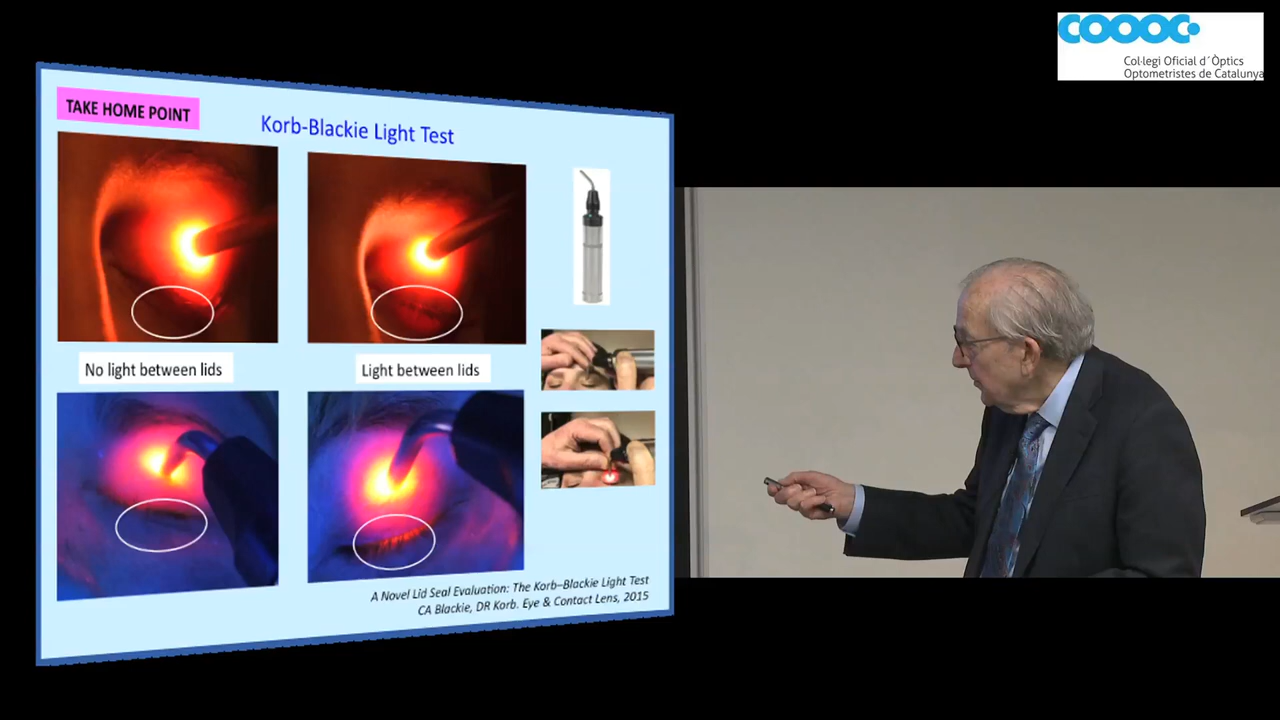 COOOC
Col·legi Oficial d´Òptics
Optometristes de Catalunya
TAKE HOME POINT
Korb-Blackie Light Test
No light between lids
Light between lids
A Novel Lid Seal Evaluation: The Korb–Blackie Light Test
CA Blackie, DR Korb. Eye & Contact Lens, 2015